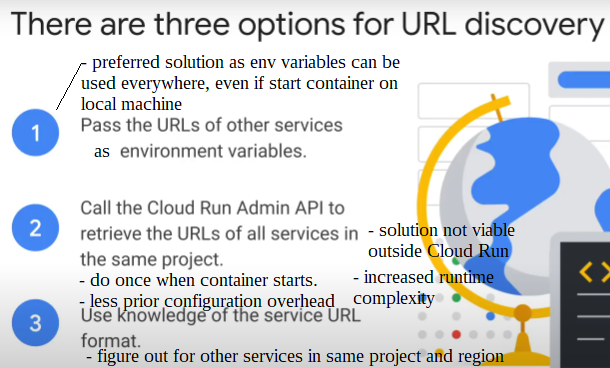 There are three options for URL discovery
- preferred solution as env variables can be
used everywhere, even if start container on
local machine
1
Pass the URLs of other services
as environment variables.
2
Call the Cloud Run Admin API to
retrieve the URLs of all services in
the same project.
- solution not viable
outside Cloud Run
- do once when container starts.
- less prior configuration overhead
- increased runtime
complexity
3
Use knowledge of the service URL
format.
- figure out for other services in same project and region
< >